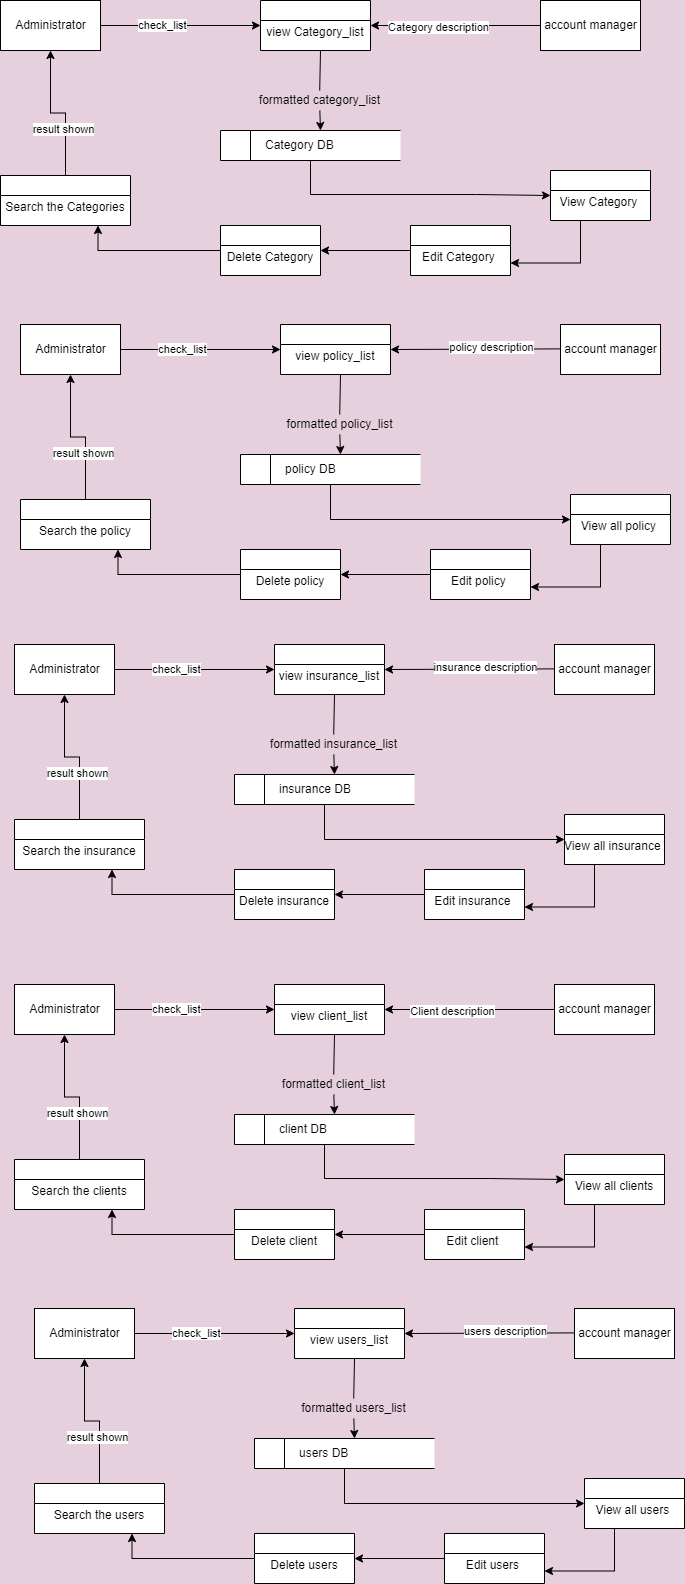 Administrator
check_list
view Category_list
Category description
account manager
formatted category_list
result shown
Category DB
Search the Categories
View Category
Delete Category
Edit Category
Administrator
check_list
view policy_list
policy description
account manager
formatted policy_list
result shown
policy DB
Search the policy
View all policy
Delete policy
Edit policy
Administrator
check_list
view insurance_list
insurance description
account manager
formatted insurance_list
result shown
insurance DB
Search the insurance
View all insurance
Delete insurance
Edit insurance
Administrator
check_list
view client_list
Client description
account manager
formatted client_list
result shown
client DB
Search the clients
View all clients
Delete client
Edit client
Administrator
check_list
view users_list
users description
account manager
formatted users_list
result shown
users DB
Search the users
View all users
Delete users
Edit users